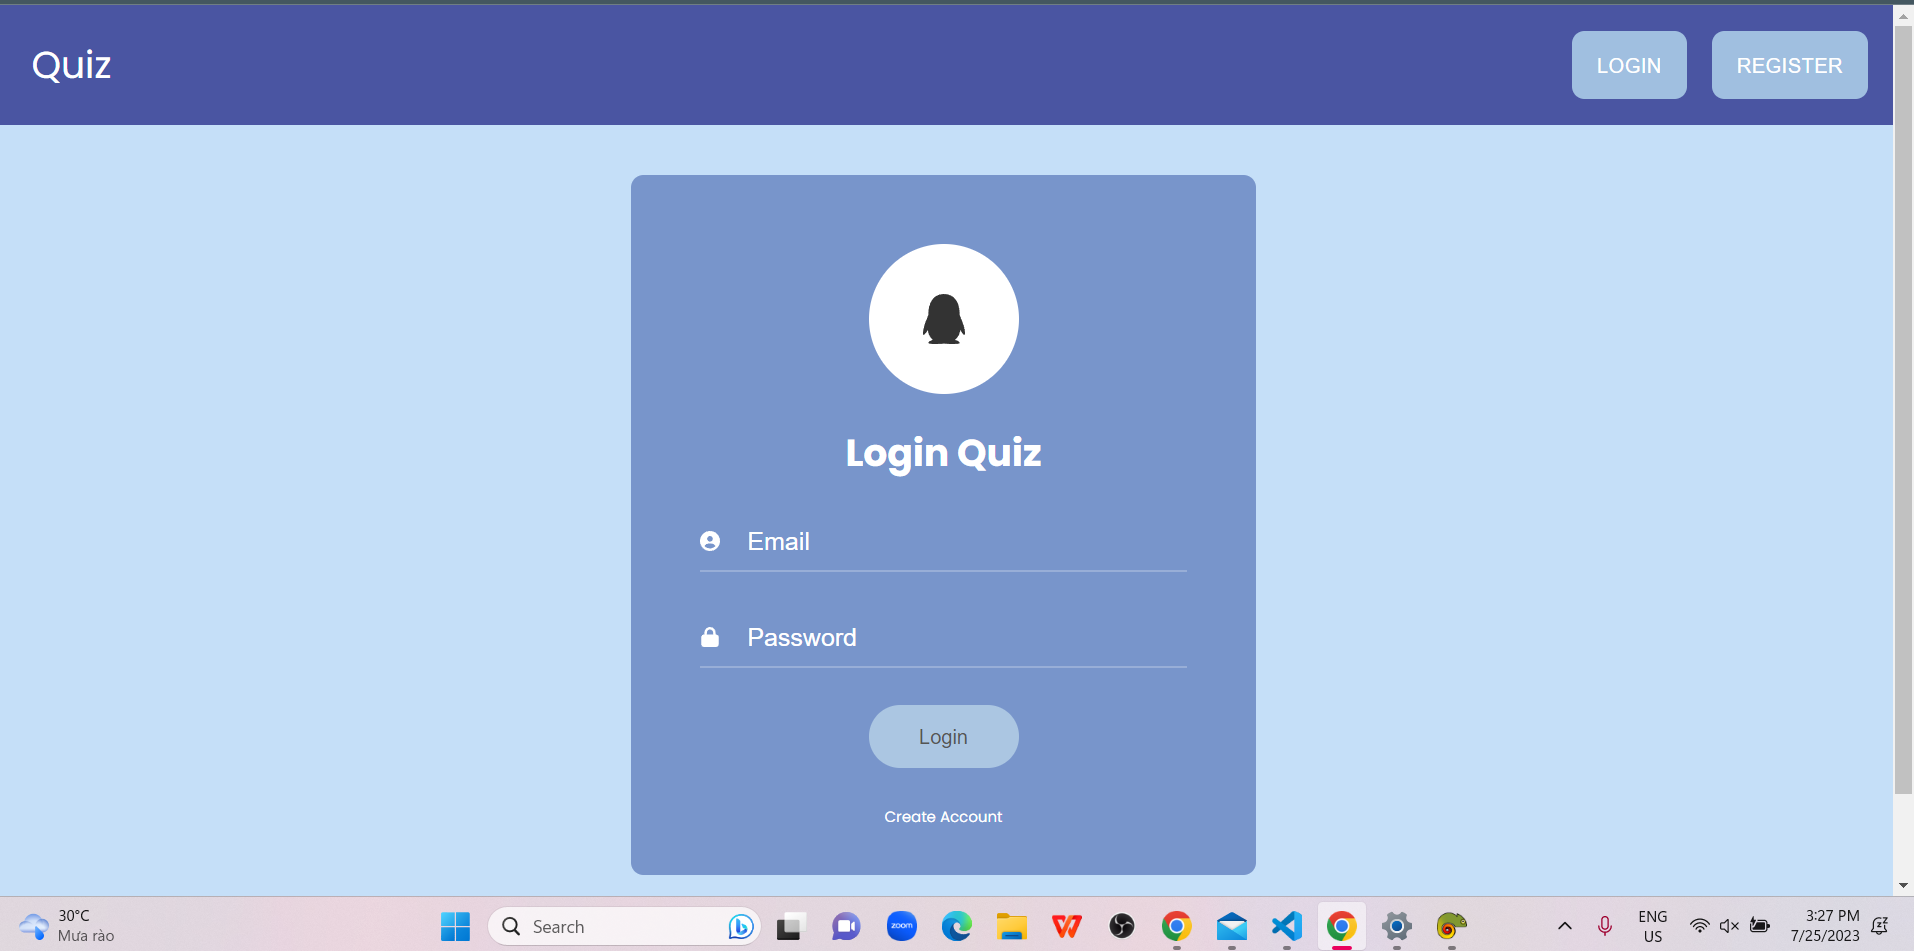 Quiz
LOGIN
REGISTER
Login Quiz
Email
Password
Login
Create Account
30°C
Mưa rào
Search
zoom
ENG
US
3:27 PM
7/25/2023